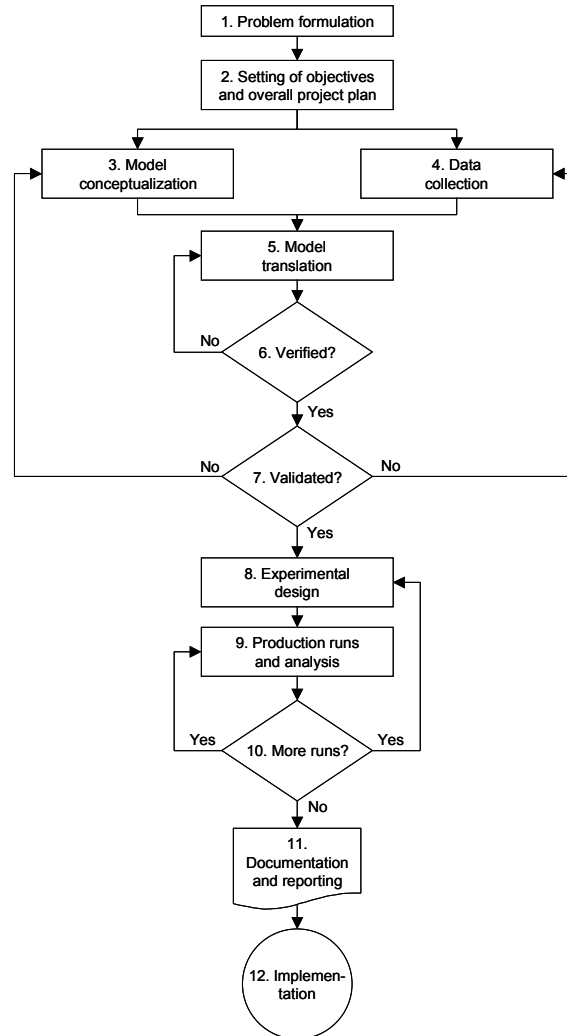 1. Problem formulation
2. Setting of objectives
and overall project plan
3. Model
conceptualization
4. Data
collection
5. Model
translation
No
6. Verified?
Yes
No
7. Validated?
No
Yes
8. Experimental
design
9. Production runs
and analysis
Yes
10. More runs?
Yes
No
11.
Documentation
and reporting
12. Implemen-
tation